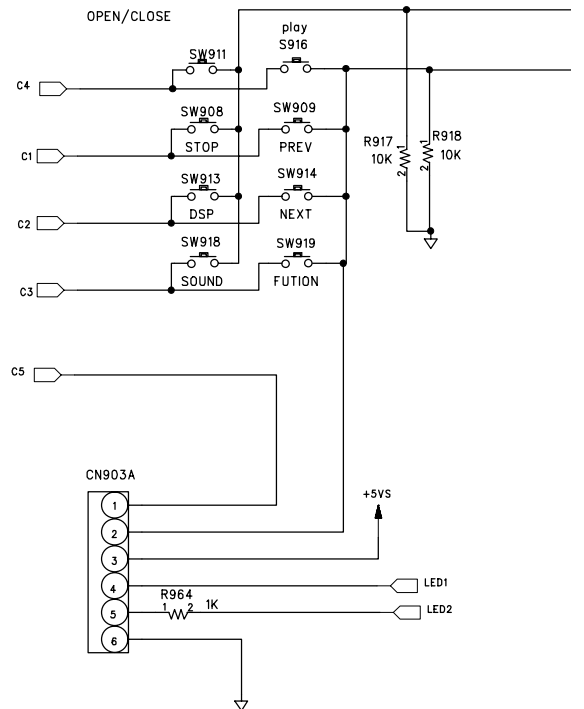 OPEN/CLOSE
play
SW911
S916
C4
SW908
SW909
R917
R918
STOP
PREV
10K
10K
1
2
1
2
C1
SW913
SW914
DSP
NEXT
C2
SW918
SW919
SOUND
FUTION
C3
C5
CN903A
+5VS
1
2
3
4
LED1
R964
5
1
2
1K
LED2
6